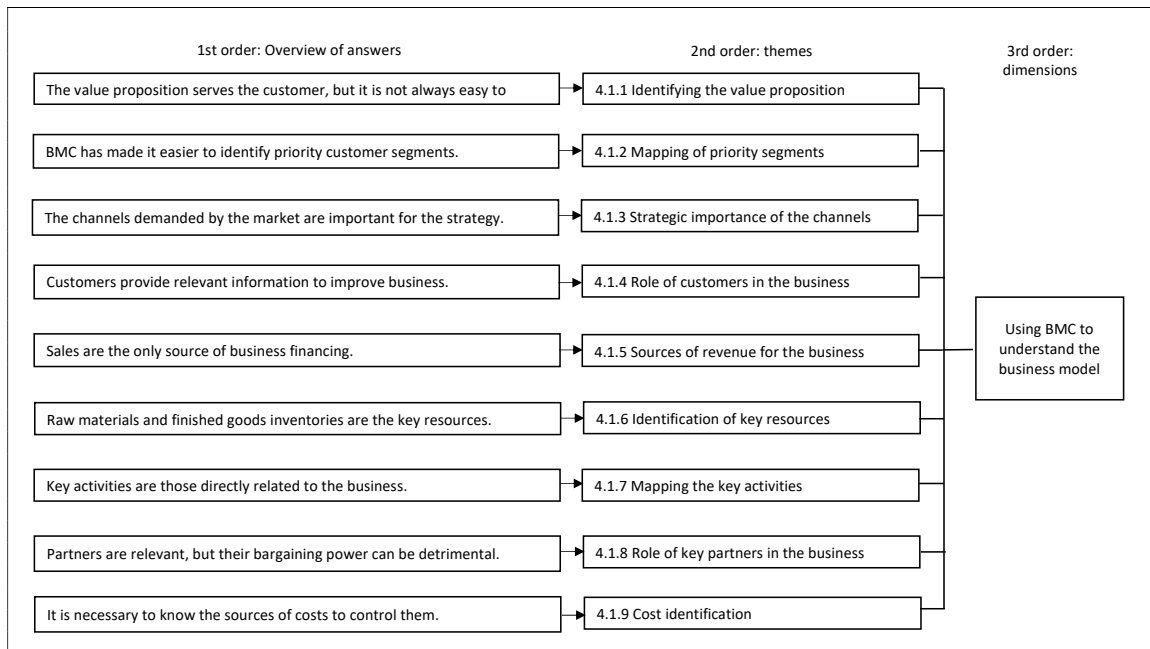 1st order: Overview of answers
2nd order: themes
3rd order:
dimensions
The value proposition serves the customer, but it is not always easy to
4.1.1 Identifying the value proposition
BMC has made it easier to identify priority customer segments.
4.1.2 Mapping of priority segments
The channels demanded by the market are important for the strategy.
4.1.3 Strategic importance of the channels
Customers provide relevant information to improve business.
4.1.4 Role of customers in the business
Sales are the only source of business financing.
4.1.5 Sources of revenue for the business
Using BMC to
understand the
business model
Raw materials and finished goods inventories are the key resources.
4.1.6 Identification of key resources
Key activities are those directly related to the business.
4.1.7 Mapping the key activities
Partners are relevant, but their bargaining power can be detrimental.
4.1.8 Role of key partners in the business
It is necessary to know the sources of costs to control them.
4.1.9 Cost identification